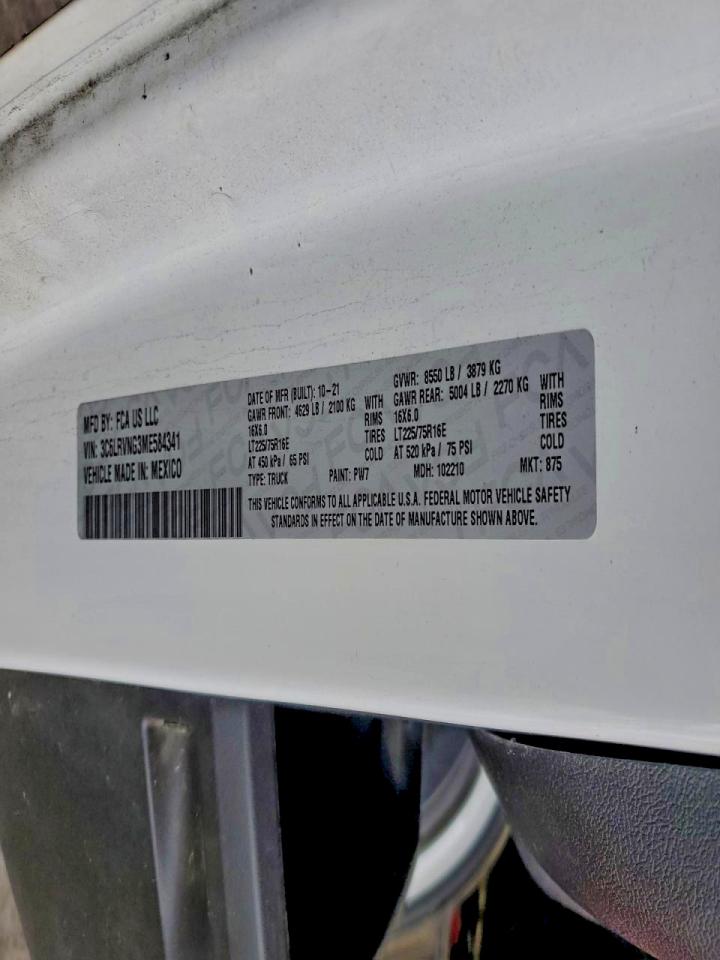 MFD BY: FCA US LLC
VIN: 3C6LRVNG3ME584341
VEHICLE MADE IN: MEXICO
DATE OF MFR (BUILT): 10-21
GVWR: 8550 LB / 3879 KG
GAWR FRONT: 4629 LB / 2100 KG WITH
16X6.0 RIMS
LT225/75R16E TIRES
AT 450 kPa / 65 PSI COLD
GAWR REAR: 5004 LB / 2270 KG WITH
16X6.0 RIMS
LT225/75R16E TIRES
AT 520 kPa / 75 PSI COLD
TYPE: TRUCK PAINT: PW7 MDH: 102210 MKT: 875
THIS VEHICLE CONFORMS TO ALL APPLICABLE U.S.A. FEDERAL MOTOR VEHICLE SAFETY
STANDARDS IN EFFECT ON THE DATE OF MANUFACTURE SHOWN ABOVE.